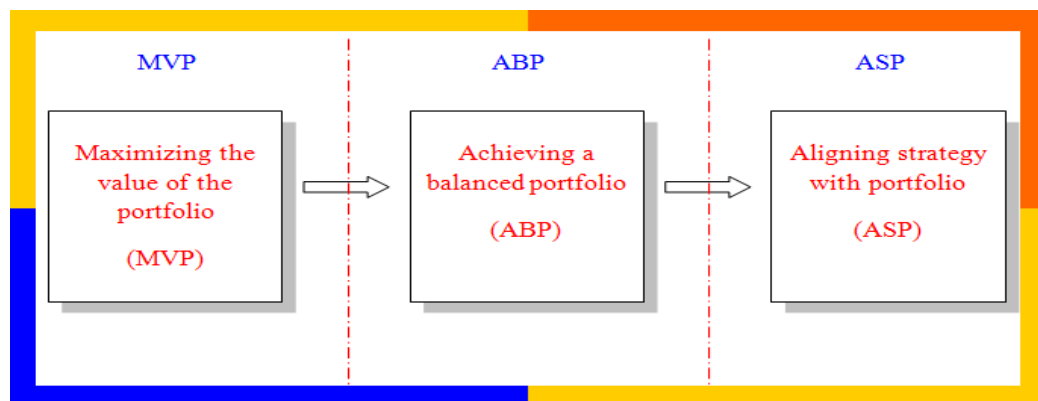 MVP
ABP
ASP
Maximizing the
value of the
portfolio
(MVP)
Achieving a
balanced portfolio
(ABP)
Aligning strategy
with portfolio
(ASP)